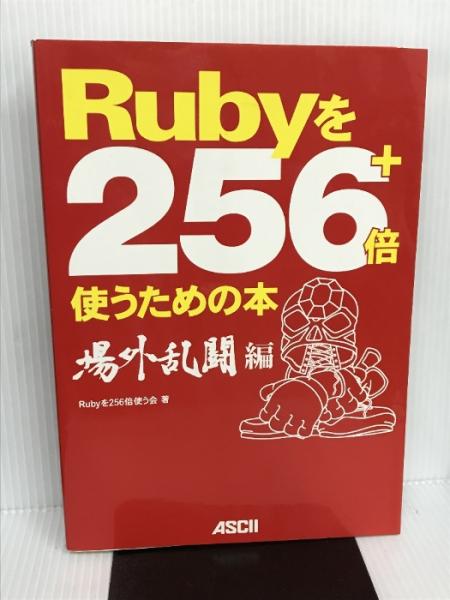 Rubyを
256+倍
使うための本
場外乱闘編
Rubyを256倍使う会 著
ASCII